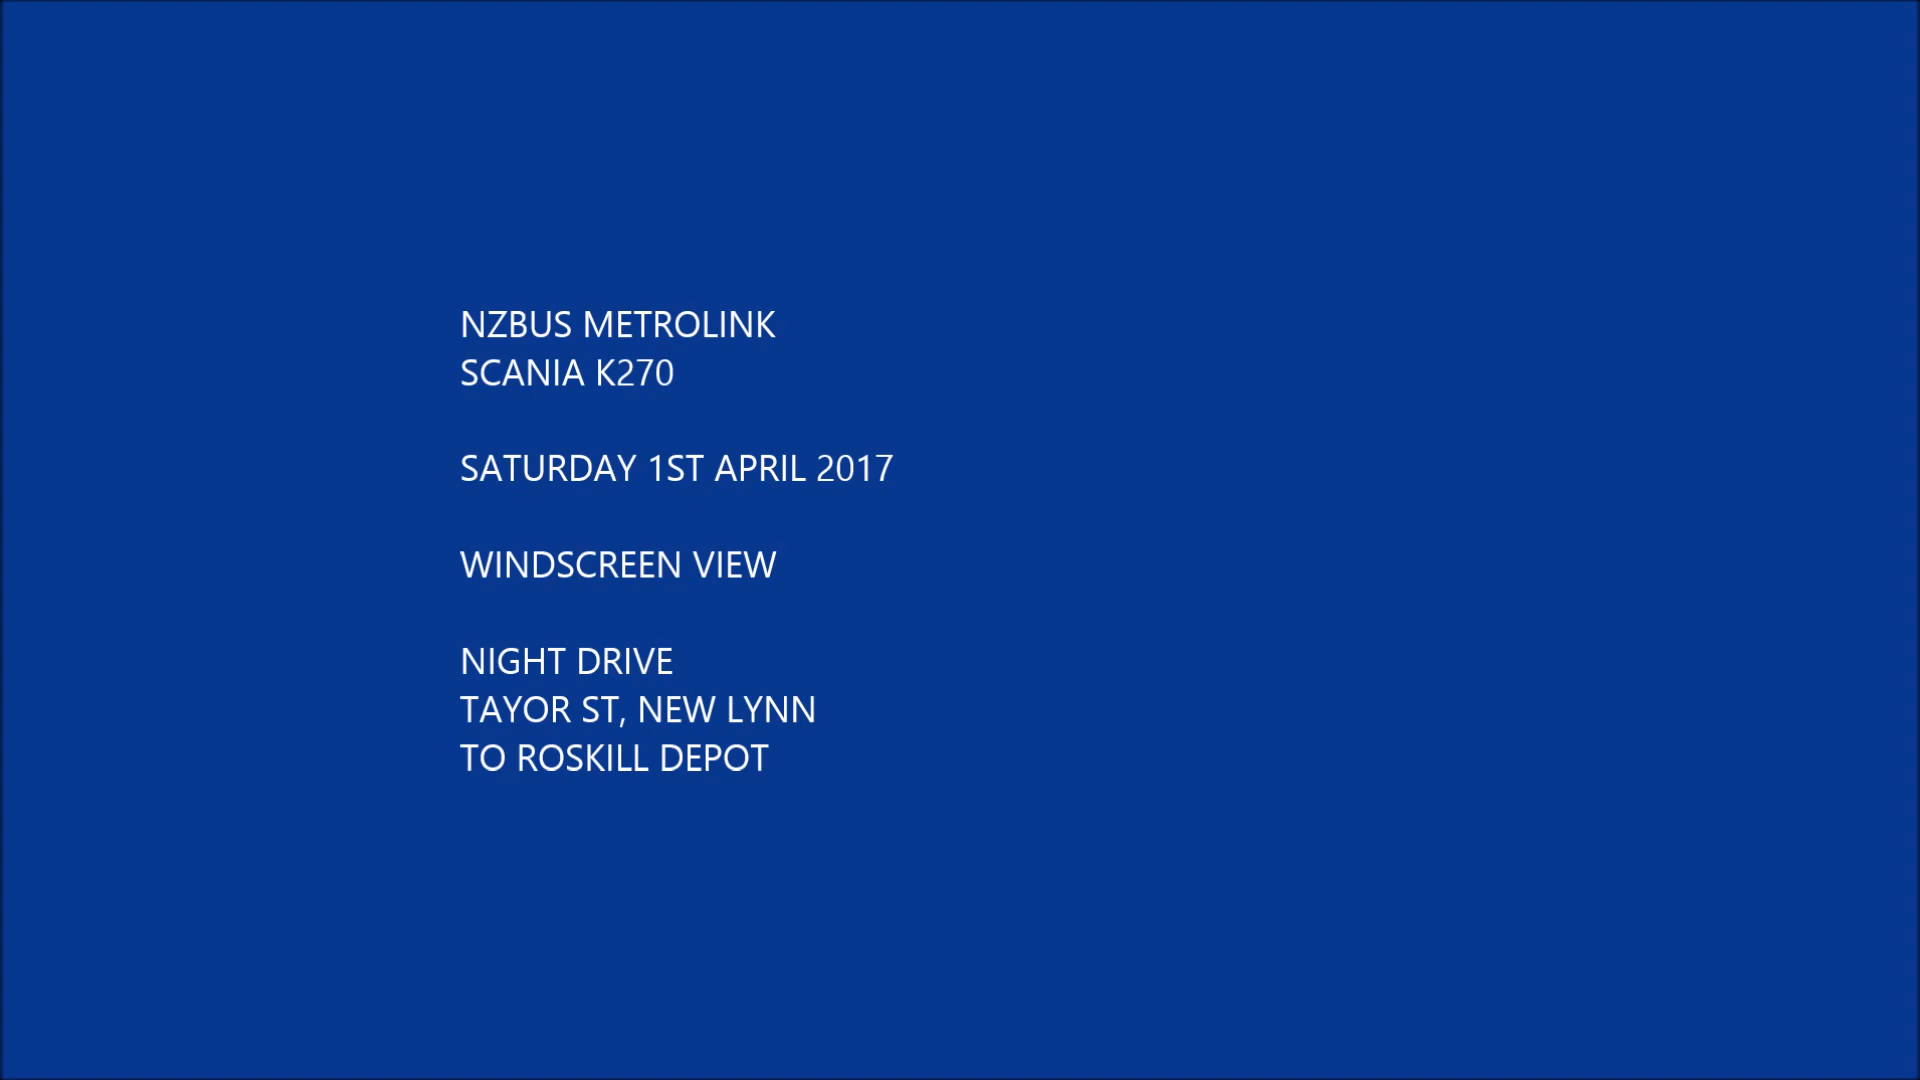 NZBUS METROLINK
SCANIA K270
SATURDAY 1ST APRIL 2017
WINDSCREEN VIEW
NIGHT DRIVE
TAYOR ST, NEW LYNN
TO ROSKILL DEPOT